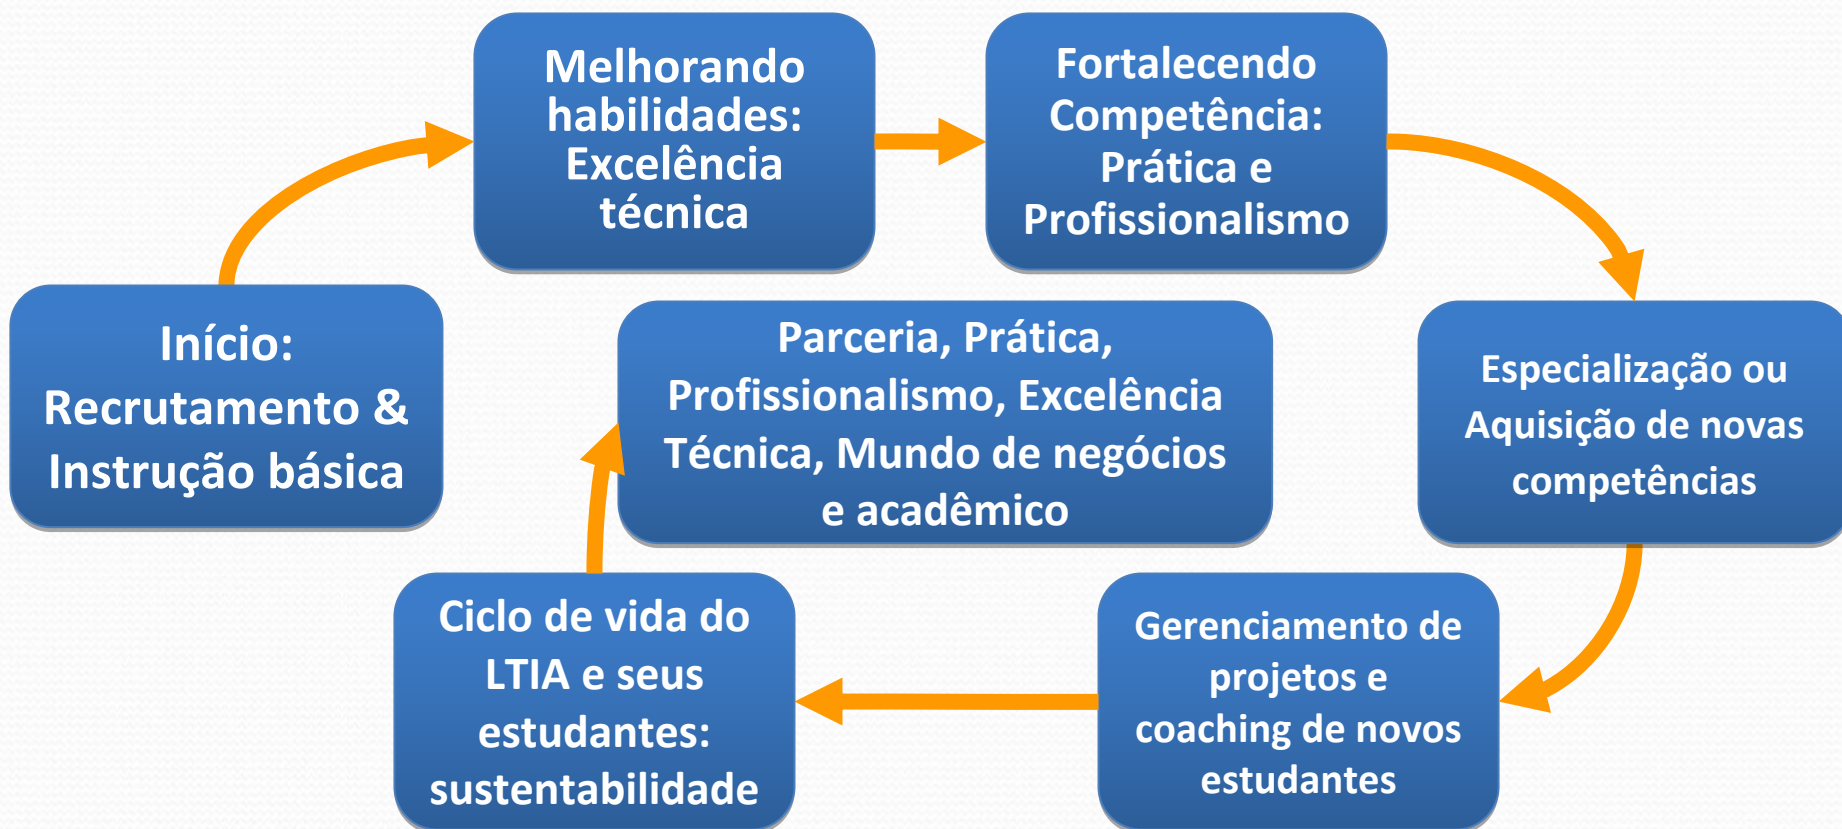 Início:
Recrutamento &
Instrução básica
Melhorando
habilidades:
Excelência
técnica
Fortalecendo
Competência:
Prática e
Profissionalismo
Especialização ou
Aquisição de novas
competências
Gerenciamento de
projetos e
coaching de novos
estudantes
Ciclo de vida do
LTIA e seus
estudantes:
sustentabilidade
Parceria, Prática,
Profissionalismo, Excelência
Técnica, Mundo de negócios
e acadêmico